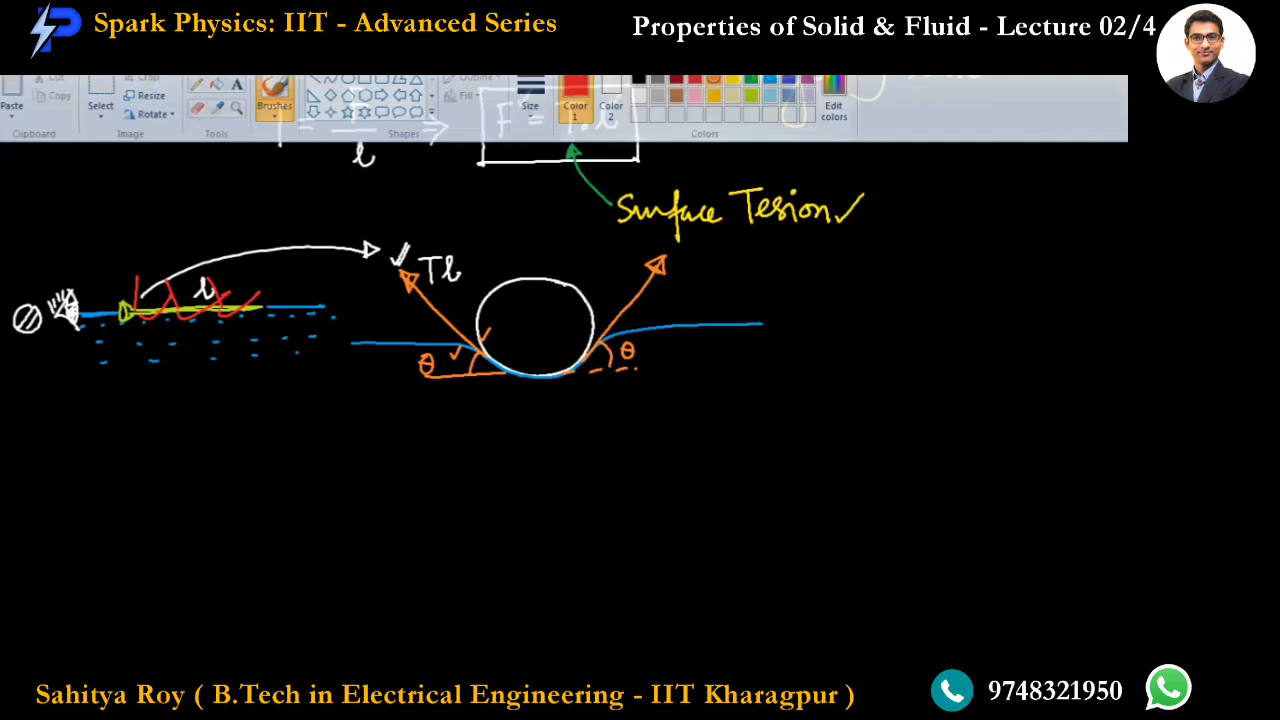 Spark Physics: IIT - Advanced Series
Properties of Solid & Fluid - Lecture 02/4
Cut
Crop
Outline
Paste
Copy
Select
Resize
Rotate
A
Brushes
Fill
Size
Color 1
Color 2
Edit colors
Clipboard
Image
Tools
Shapes
Colors
l
Surface Tesion ✓
Tl
l
θ
θ
Sahitya Roy ( B.Tech in Electrical Engineering - IIT Kharagpur )
9748321950